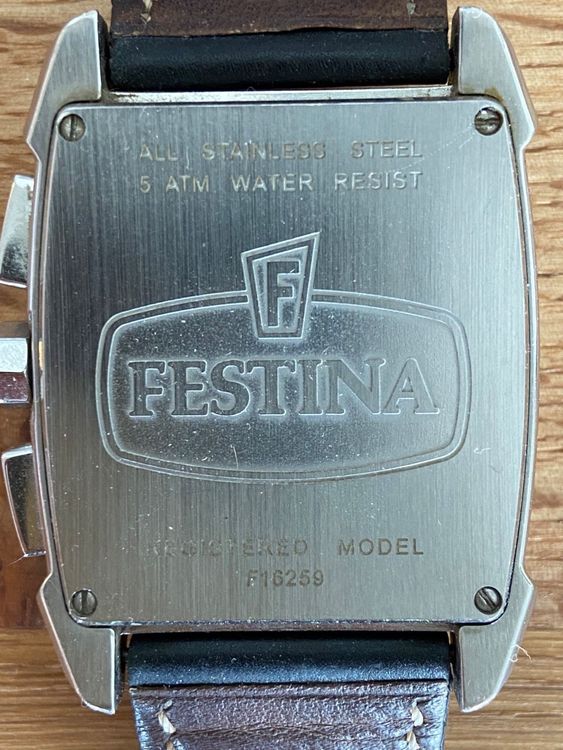 ALL STAINLESS STEEL
5 ATM WATER RESIST
F
FESTINA
REGISTERED MODEL
F16259